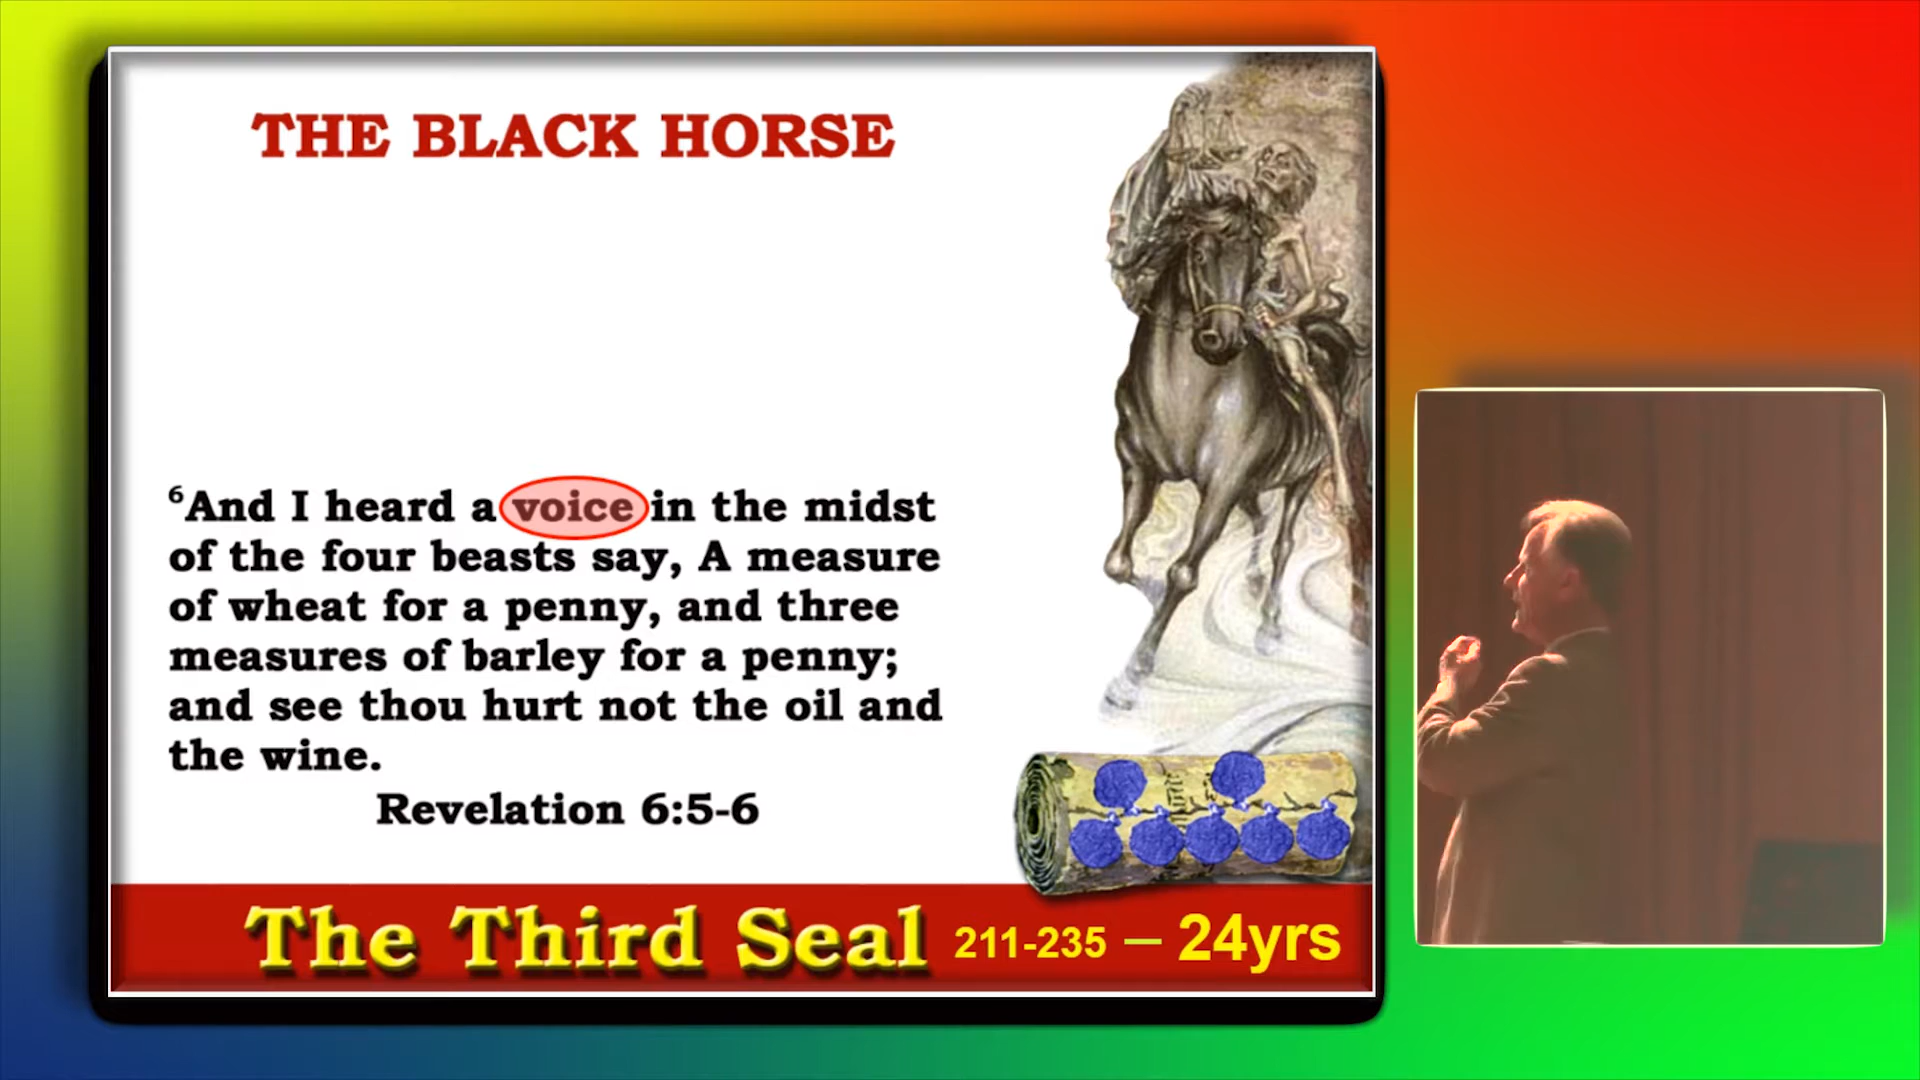 THE BLACK HORSE
⁶And I heard a voice in the midst
of the four beasts say, A measure
of wheat for a penny, and three
measures of barley for a penny;
and see thou hurt not the oil and
the wine.
Revelation 6:5-6
The Third Seal 211-235 – 24yrs